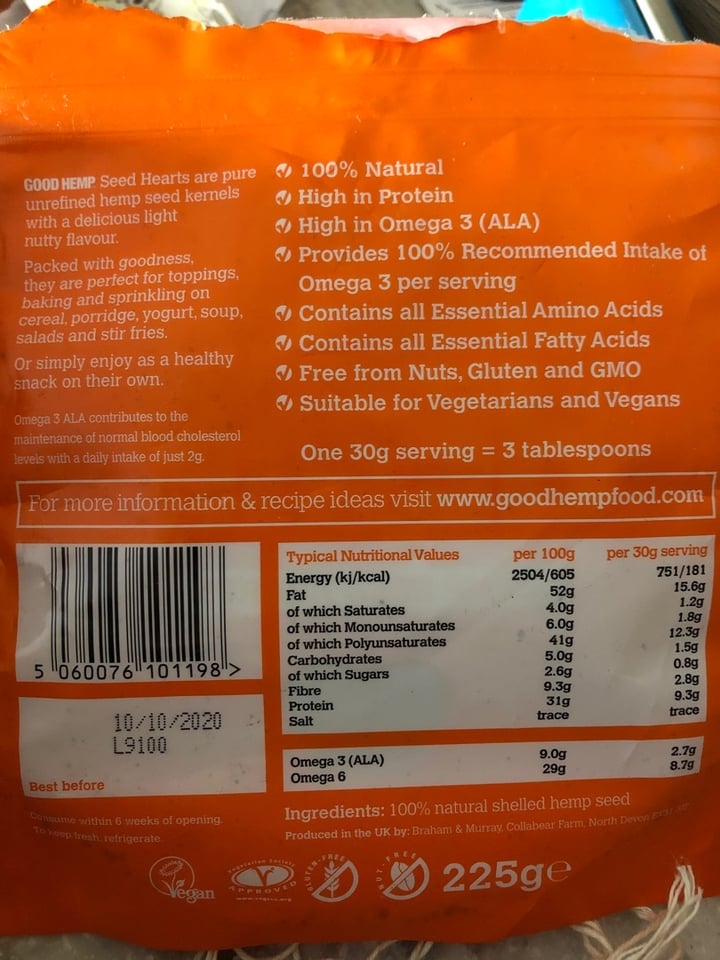 GOOD HEMP Seed Hearts are pure
unrefined hemp seed kernels
with a delicious light
nutty flavour.
Packed with goodness,
they are perfect for toppings,
baking and sprinkling on
cereal, porridge, yogurt, soup,
salads and stir fries.
Or simply enjoy as a healthy
snack on their own.
Omega 3 ALA contributes to the
maintenance of normal blood cholesterol
levels with a daily intake of just 2g.
100% Natural
High in Protein
High in Omega 3 (ALA)
Provides 100% Recommended Intake of
Omega 3 per serving
Contains all Essential Amino Acids
Contains all Essential Fatty Acids
Free from Nuts, Gluten and GMO
Suitable for Vegetarians and Vegans
One 30g serving = 3 tablespoons
For more information & recipe ideas visit www.goodhempfood.com
5 060076 101198 >
10/10/2020
L9100
Best before
Consume within 6 weeks of opening.
To keep fresh, refrigerate.
Typical Nutritional Values per 100g per 30g serving
Energy (kj/kcal) 2504/605 751/181
Fat 52g 15.6g
of which Saturates 4.0g 1.2g
of which Monounsaturates 6.0g 1.8g
of which Polyunsaturates 41g 12.3g
Carbohydrates 5.0g 1.5g
of which Sugars 2.6g 0.8g
Fibre 9.3g 2.8g
Protein 31g 9.3g
Salt trace trace
Omega 3 (ALA) 9.0g 2.7g
Omega 6 29g 8.7g
Ingredients: 100% natural shelled hemp seed
Produced in the UK by: Braham & Murray, Collabear Farm, North Devon
Vegan
Vegetarian Society
APPROVED
www.vegsoc.org
GLUTEN-FREE
NUT-FREE
225g℮